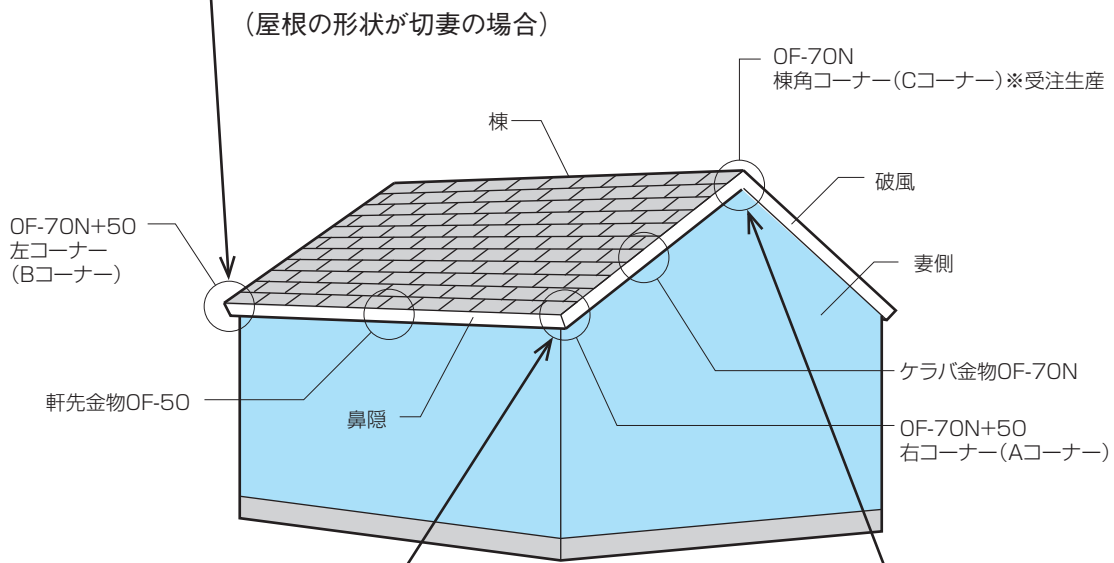 （屋根の形状が切妻の場合）
OF-70N
棟角コーナー（Cコーナー）※受注生産
棟
破風
OF-70N+50
左コーナー
（Bコーナー）
妻側
ケラバ金物OF-70N
軒先金物OF-50
鼻隠
OF-70N+50
右コーナー（Aコーナー）